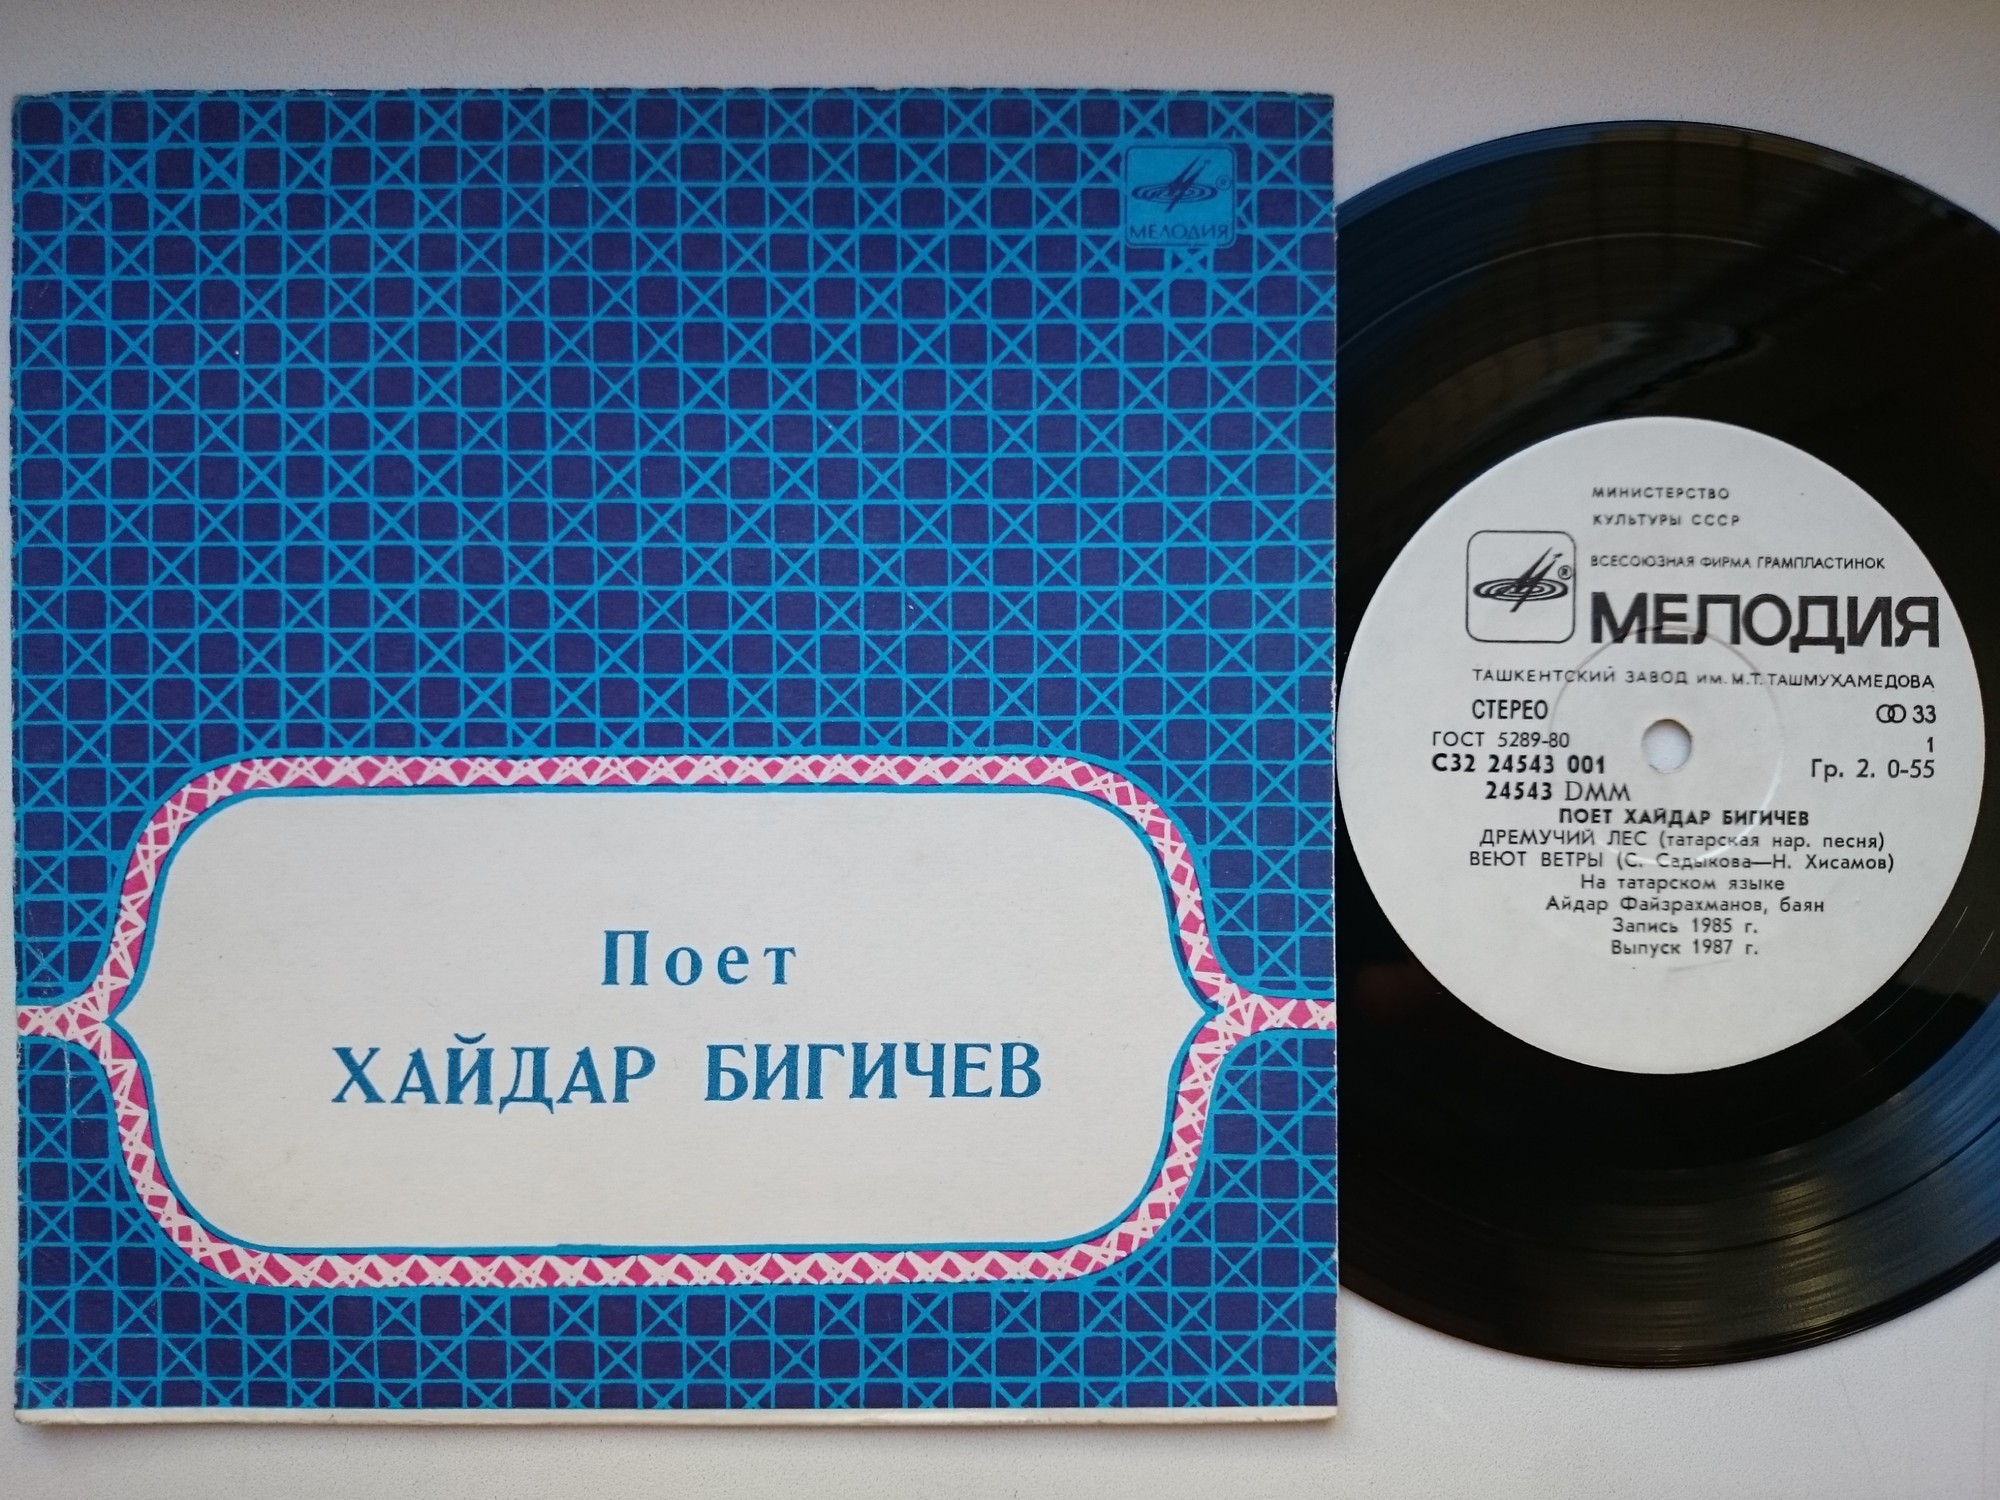 МЕЛОДИЯ
Поет
ХАЙДАР БИГИЧЕВ
МИНИСТЕРСТВО
КУЛЬТУРЫ СССР
ВСЕСОЮЗНАЯ ФИРМА ГРАМПЛАСТИНОК
МЕЛОДИЯ
ТАШКЕНТСКИЙ ЗАВОД ИМ. М.Т. ТАШМУХАМЕДОВА
СТЕРЕО 33
ГОСТ 5289-80 1
С32 24543 001 Гр. 2. 0-55
24543 DMM
ПОЕТ ХАЙДАР БИГИЧЕВ
ДРЕМУЧИЙ ЛЕС (татарская нар. песня)
ВЕЮТ ВЕТРЫ (С. Садыкова—Н. Хисамов)
На татарском языке
Айдар Файзрахманов, баян
Запись 1985 г.
Выпуск 1987 г.